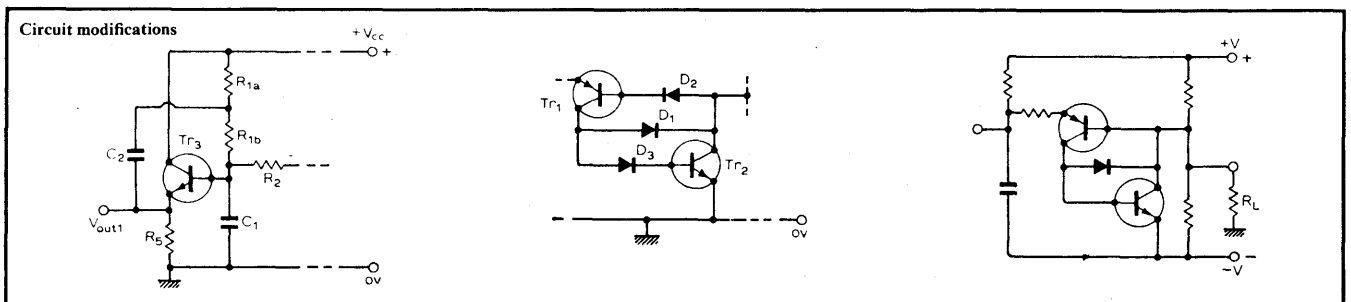 Circuit modifications
+Vcc
+
R1a
R1b
C2
Tr3
R2
C1
Vout1
R5
0V
Tr1
D2
D1
D3
Tr2
0V
+V
+
RL
-V
-